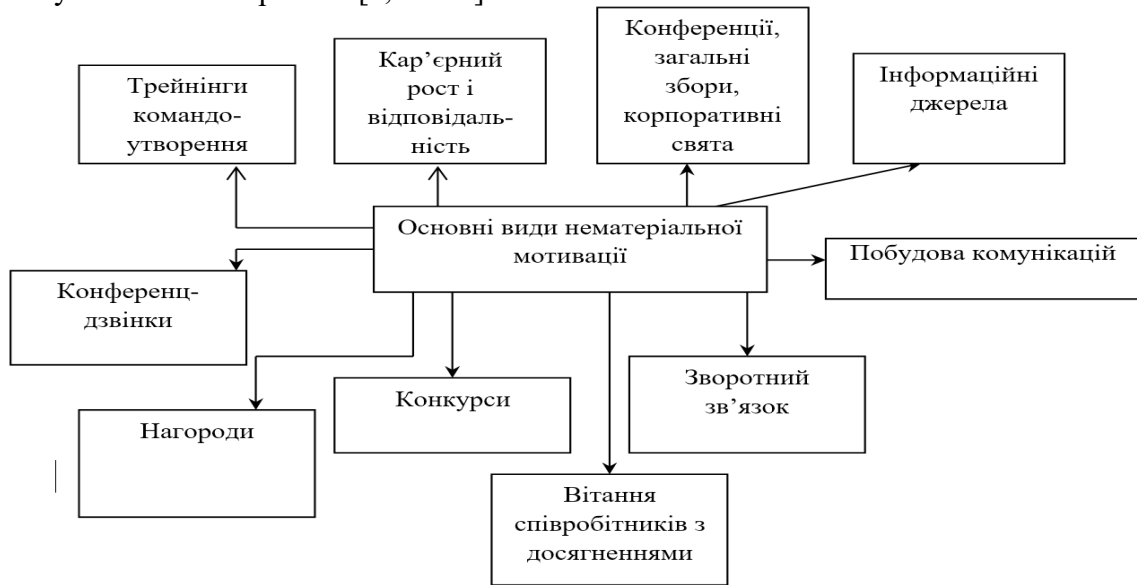 Конференції,
загальні
збори,
корпоративні
свята
Кар’єрний
рост і
відповідаль-
ність
Інформаційні
джерела
Трейнінги
командо-
утворення
Основні види нематеріальної
мотивації
Побудова комунікацій
Конференц-
дзвінки
Зворотний
зв’язок
Конкурси
Нагороди
Вітання
співробітників з
досягненнями